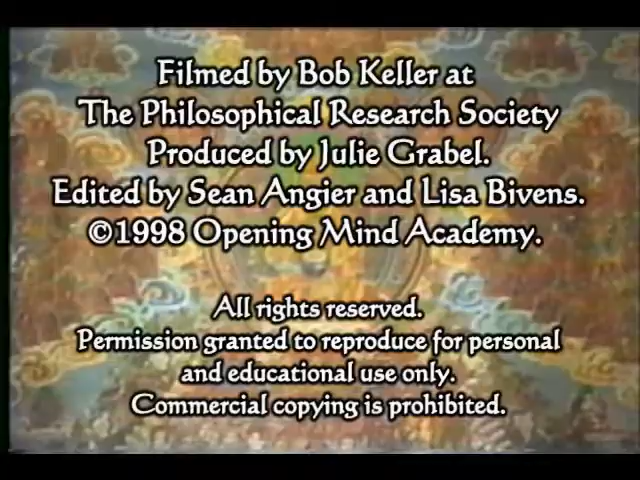 Filmed by Bob Keller at
The Philosophical Research Society
Produced by Julie Grabel.
Edited by Sean Angier and Lisa Bivens.
©1998 Opening Mind Academy.
All rights reserved.
Permission granted to reproduce for personal
and educational use only.
Commercial copying is prohibited.